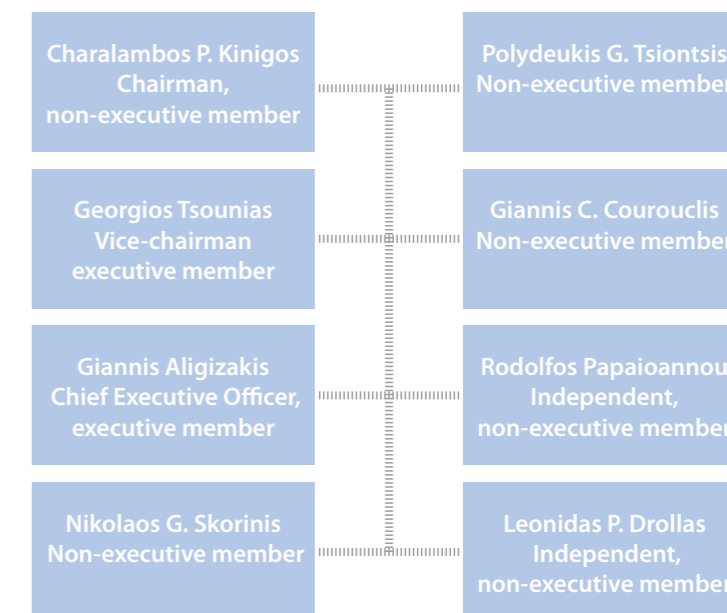 Charalambos P. Kinigos
Chairman,
non-executive member
Polydeukis G. Tsiontsis
Non-executive member
Georgios Tsounias
Vice-chairman
executive member
Giannis C. Courouclis
Non-executive member
Giannis Aligizakis
Chief Executive Officer,
executive member
Rodolfos Papaioannou
Independent,
non-executive member
Nikolaos G. Skorinis
Non-executive member
Leonidas P. Drollas
Independent,
non-executive member